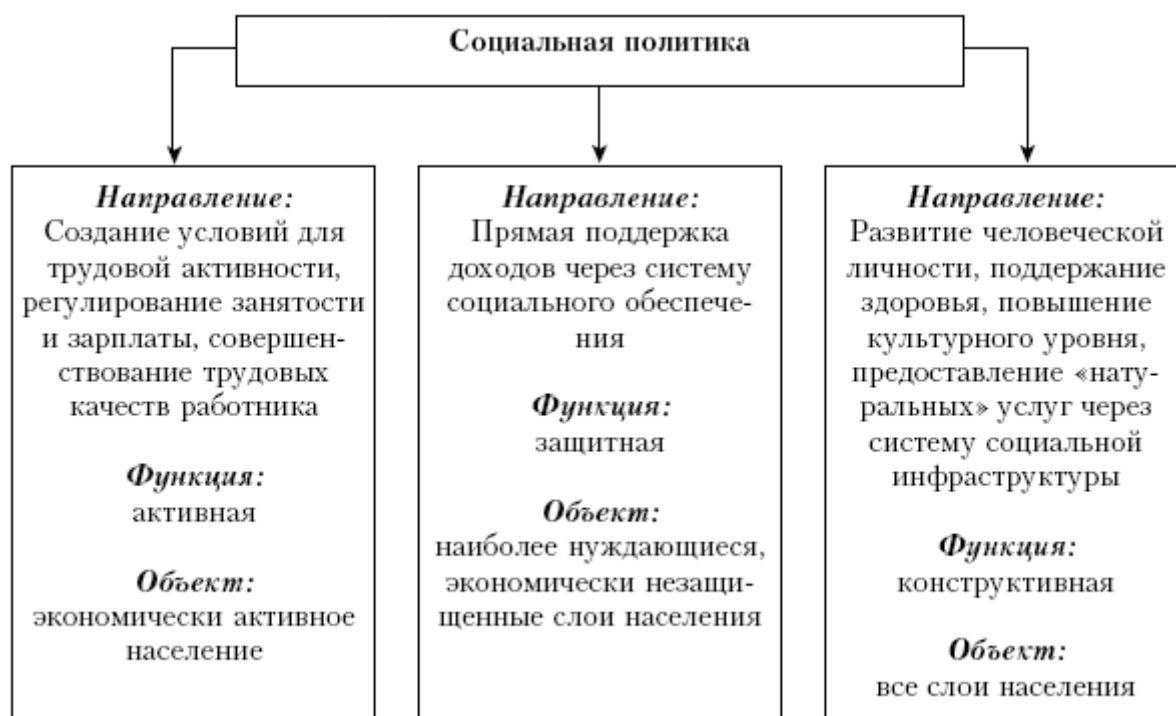 Социальная политика
Направление:
Создание условий для
трудовой активности,
регулирование занятости
и зарплаты, совершен-
ствование трудовых
качеств работника
Функция:
активная
Объект:
экономически активное
население
Направление:
Прямая поддержка
доходов через систему
социального обеспече-
ния
Функция:
защитная
Объект:
наиболее нуждающиеся,
экономически незащи-
щенные слои населения
Направление:
Развитие человеческой
личности, поддержание
здоровья, повышение
культурного уровня,
предоставление «нату-
ральных» услуг через
систему социальной
инфраструктуры
Функция:
конструктивная
Объект:
все слои населения